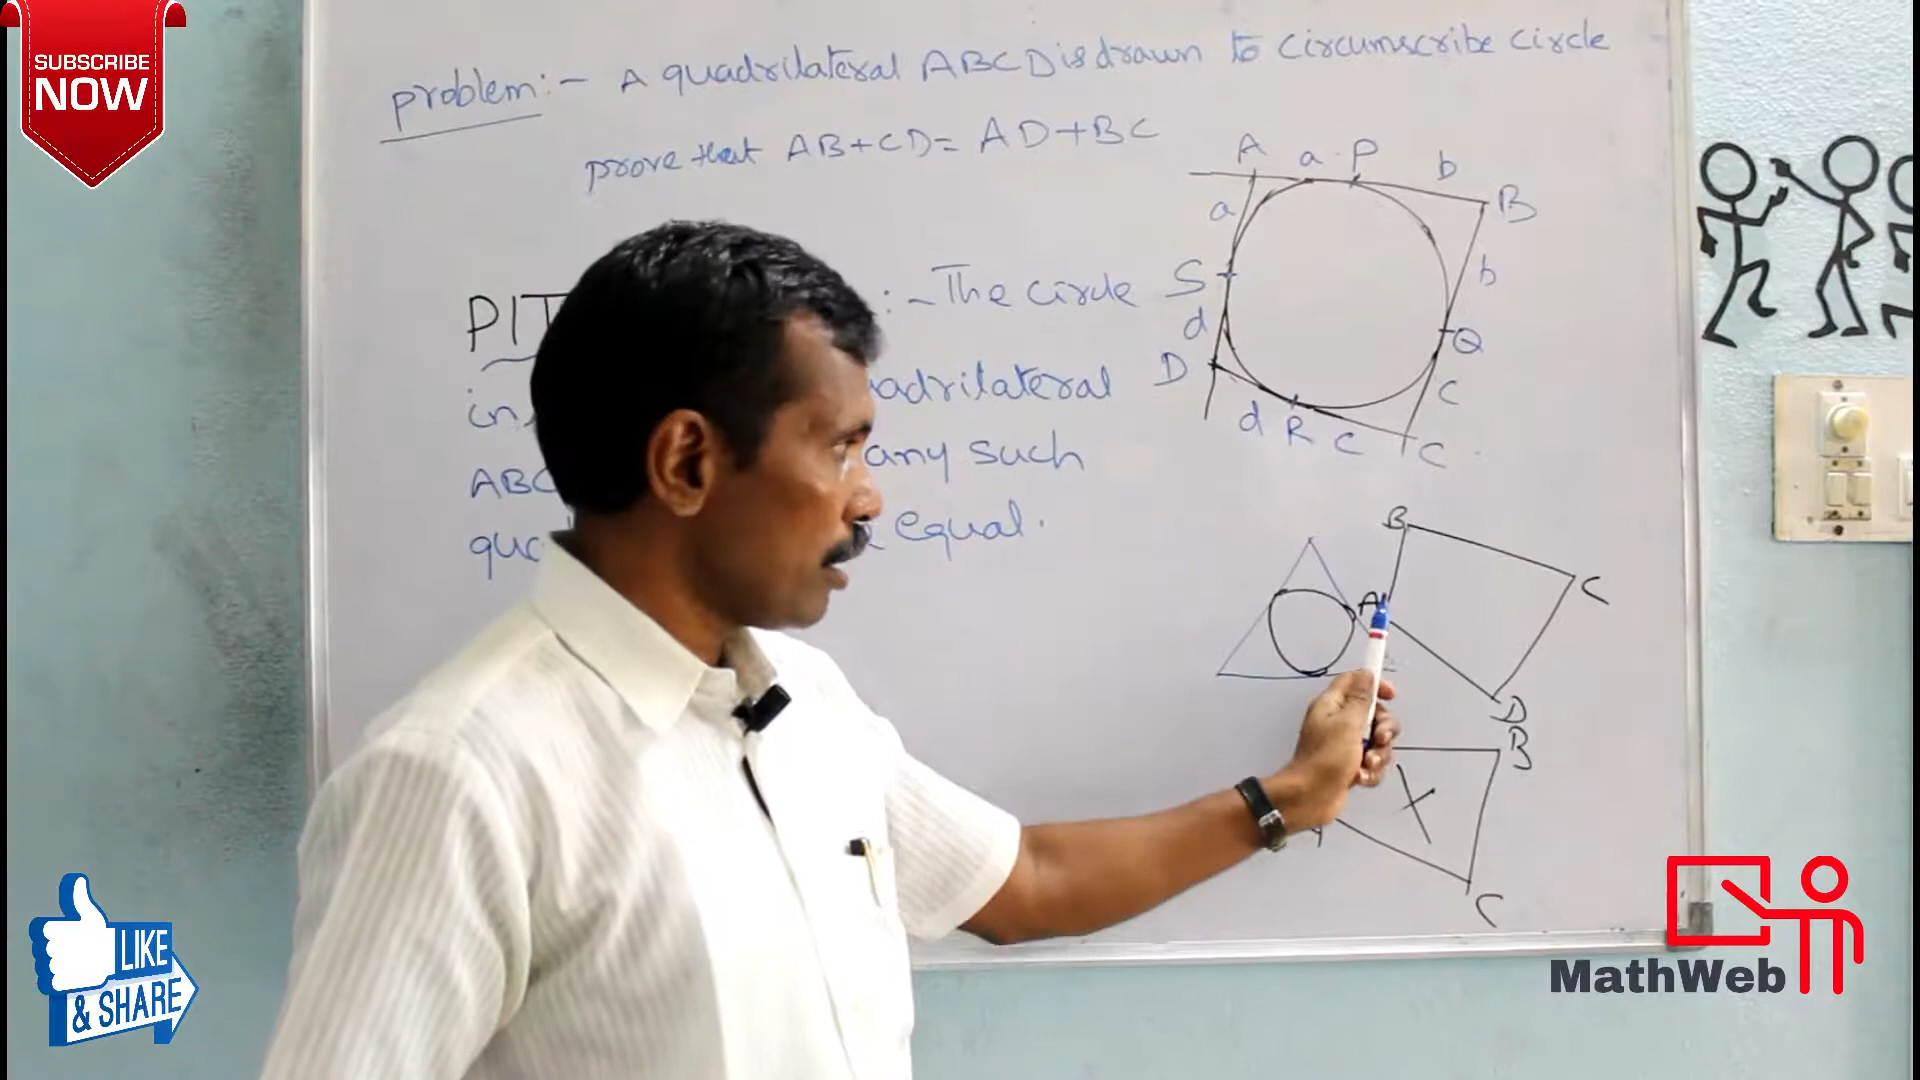 SUBSCRIBE
NOW
problem:- A quadrilateral ABCD is drawn to circumscribe circle
prove that AB+CD= AD+BC
A a P b
B
a
b
S
Q
d
D
C
d R C
C
:- The circle
adrilateral
ABC
any such
equal.
B
C
A
D
B
X
C
LIKE
& SHARE
MathWeb